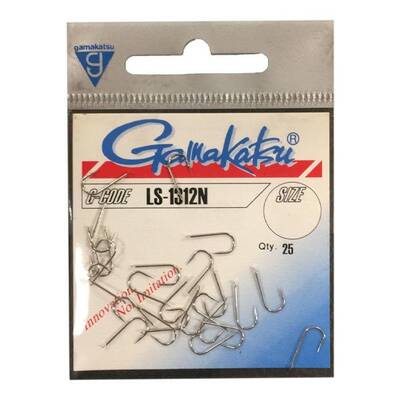 gamakatsu
g
Gamakatsu®
G-CODE LS-1312N SIZE
Qty. 25
Innovation
Not Imitation